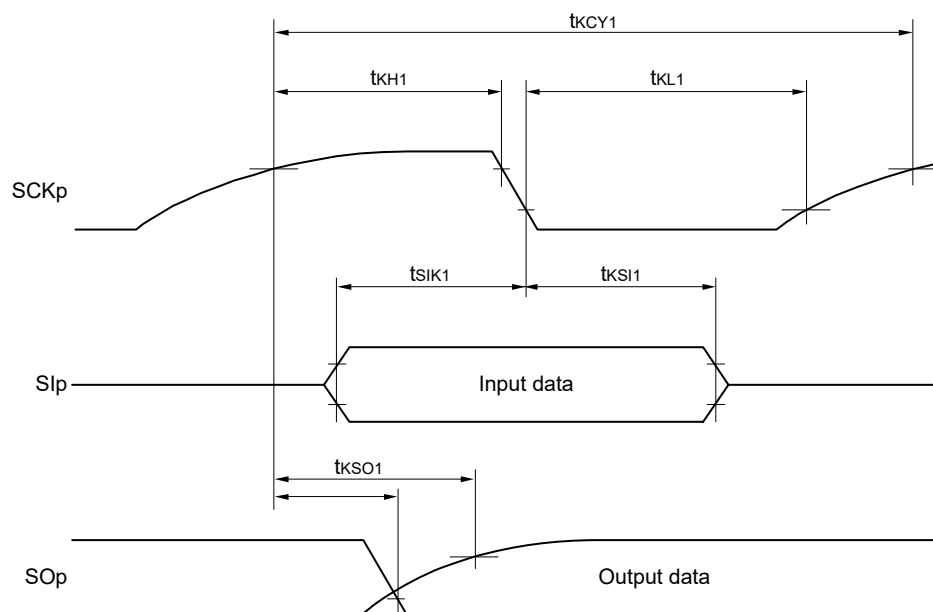 tKCY1
tKH1
tKL1
SCKp
tSIK1
tKSI1
SIp
Input data
tKSO1
SOp
Output data